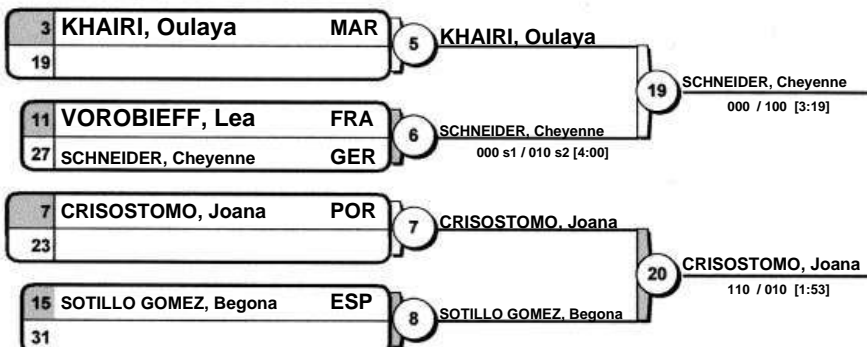 3 KHAIRI, Oulaya MAR
19
5
KHAIRI, Oulaya
11 VOROBIEFF, Lea FRA
27 SCHNEIDER, Cheyenne GER
6
SCHNEIDER, Cheyenne
000 s1 / 010 s2 [4:00]
19
SCHNEIDER, Cheyenne
000 / 100 [3:19]
7 CRISOSTOMO, Joana POR
23
7
CRISOSTOMO, Joana
15 SOTILLO GOMEZ, Begona ESP
31
8
SOTILLO GOMEZ, Begona
20
CRISOSTOMO, Joana
110 / 010 [1:53]